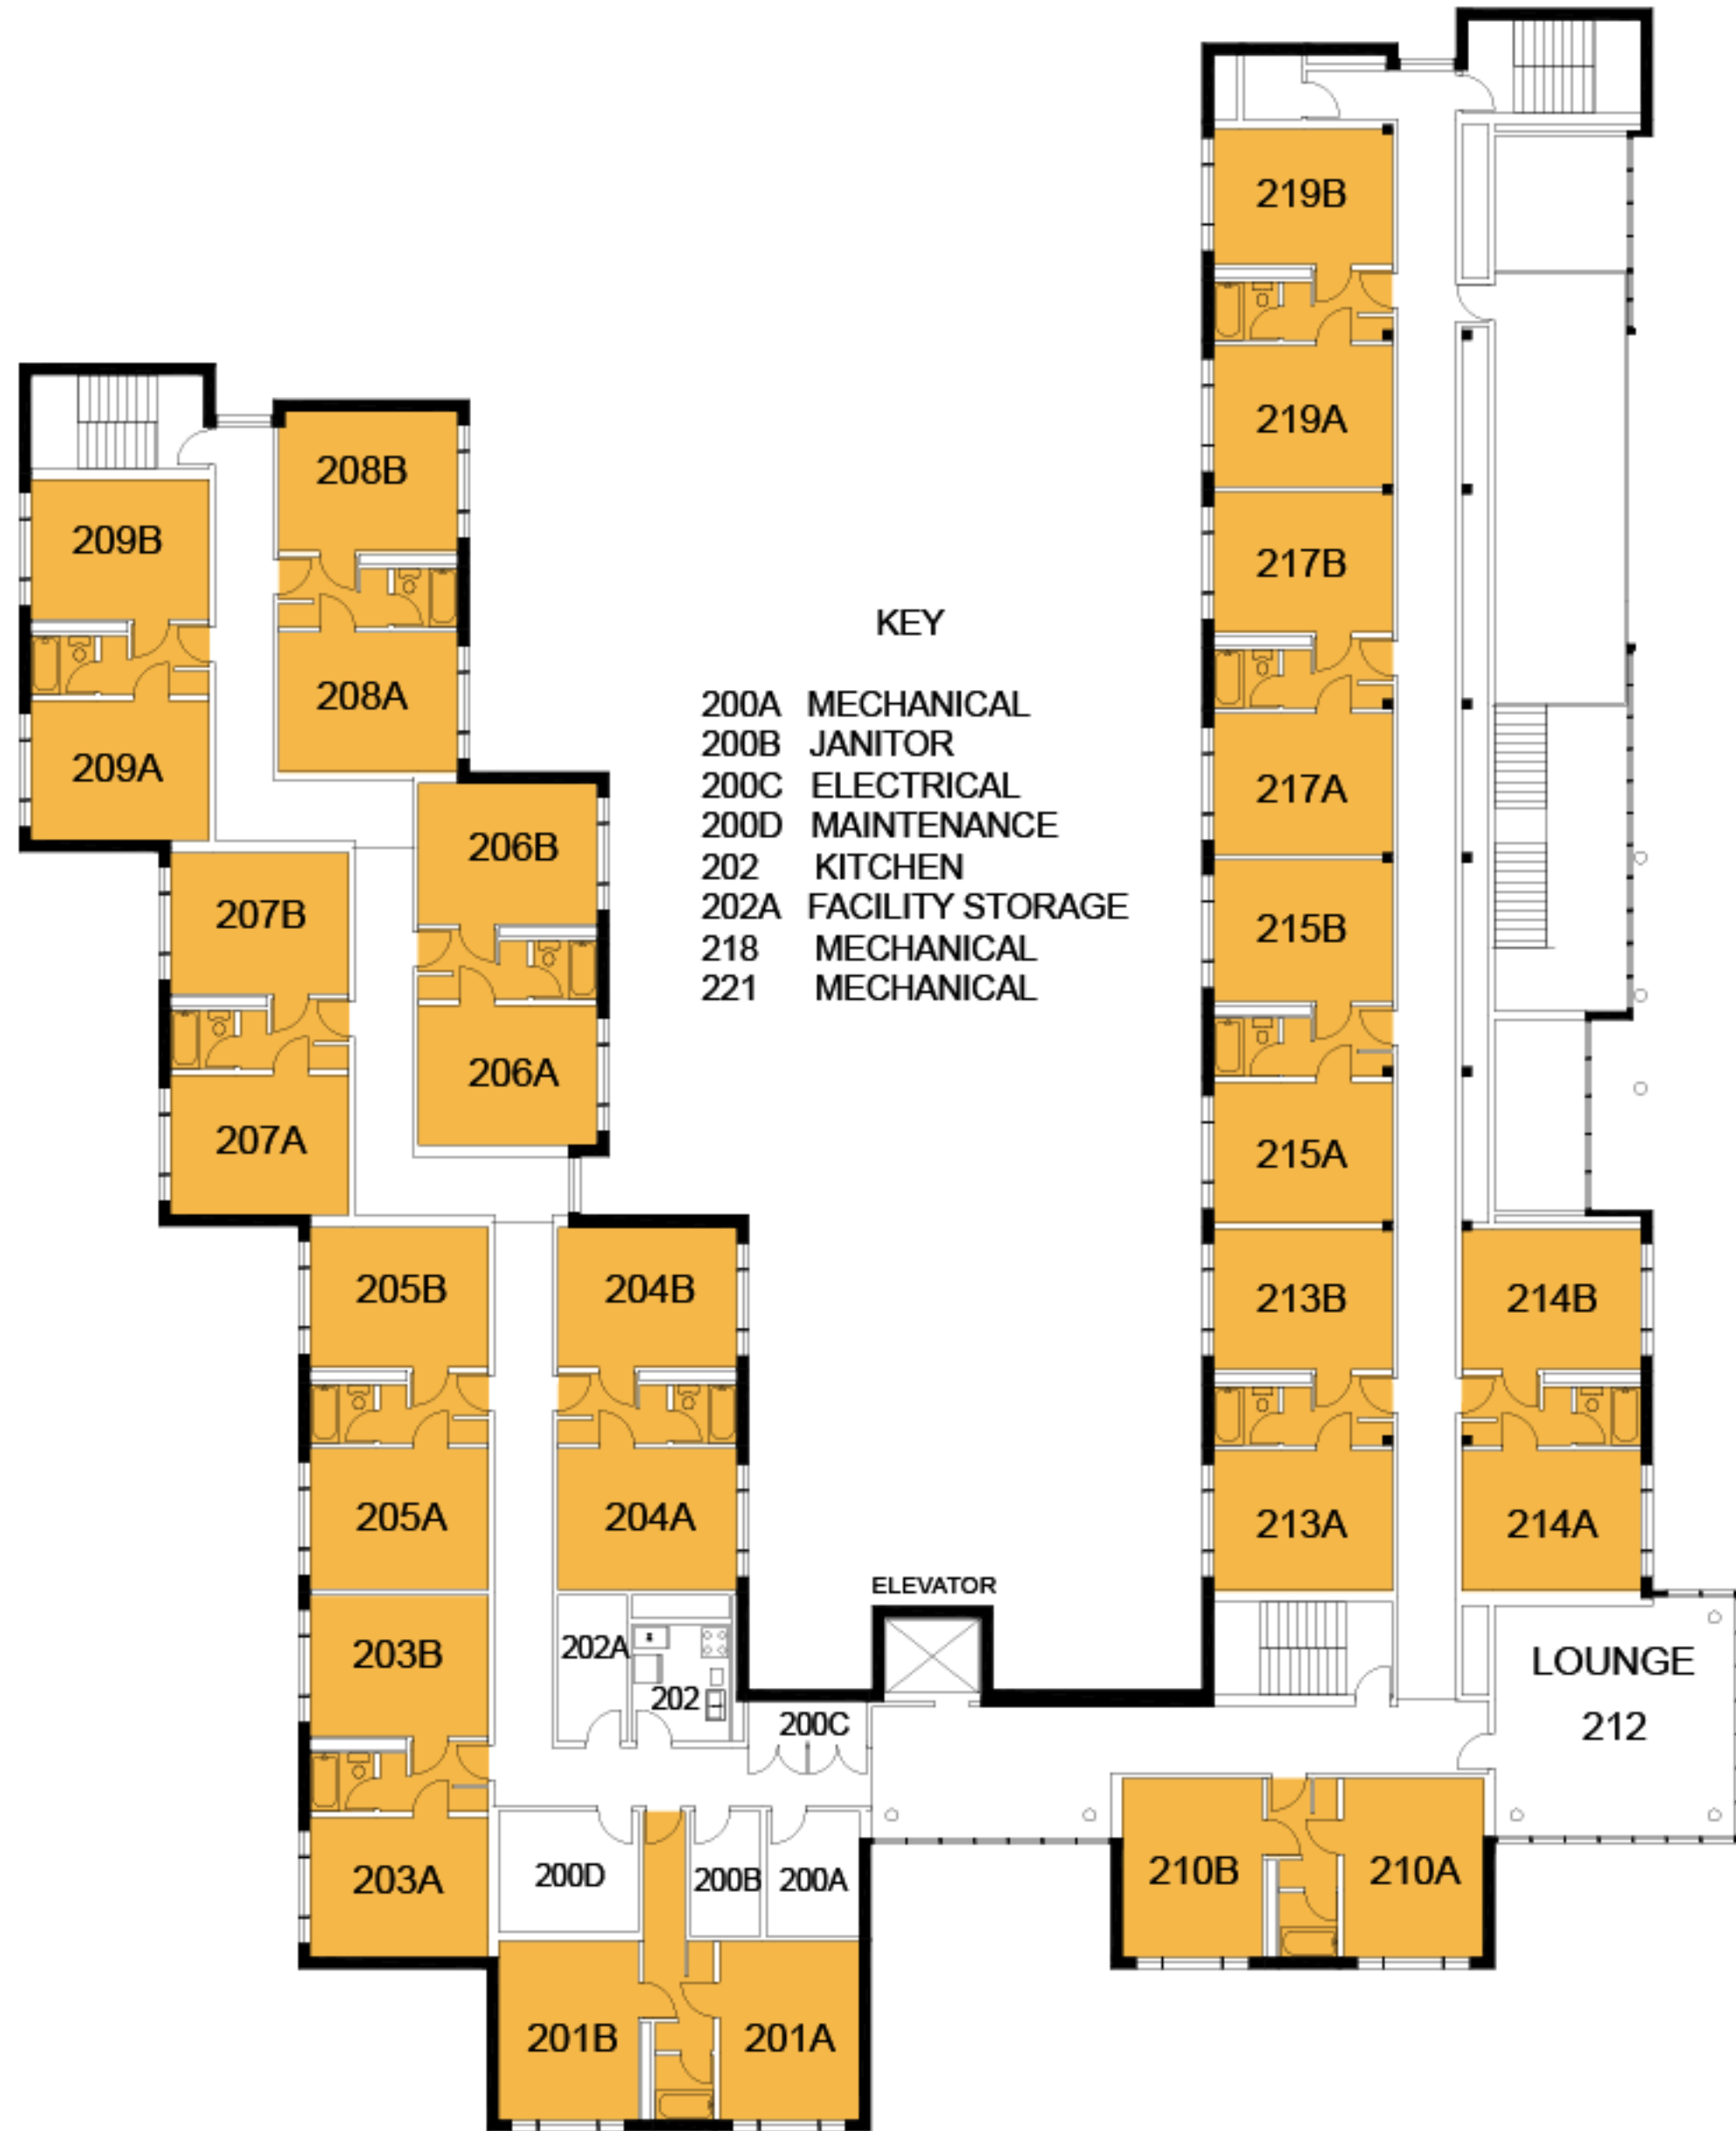 219B
219A
208B
217B
209B
KEY
208A
200A MECHANICAL
200B JANITOR
209A
200C ELECTRICAL
217A
200D MAINTENANCE
206B
202 KITCHEN
202A FACILITY STORAGE
207B
215B
218 MECHANICAL
221 MECHANICAL
206A
207A
215A
205B
204B
213B
214B
205A
204A
213A
214A
ELEVATOR
202A
203B
LOUNGE
202
200C
212
203A
200D
200B
200A
210B
210A
201B
201A